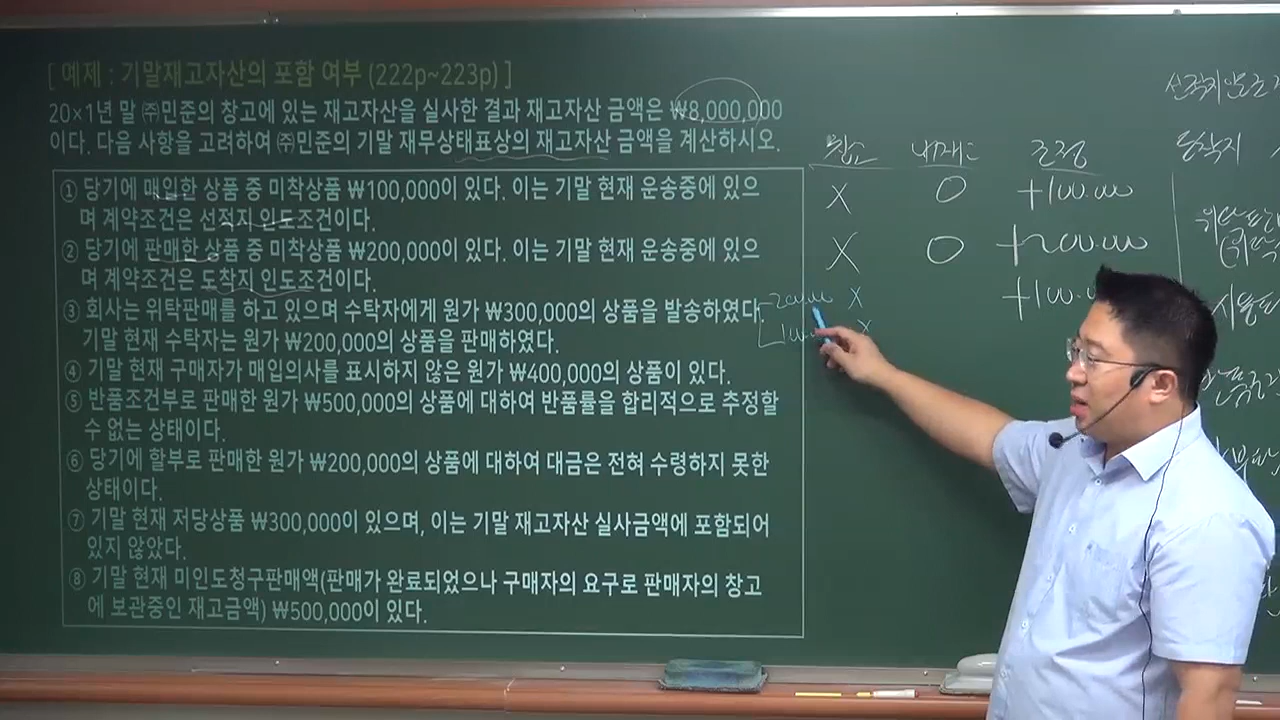 [ 예제 : 기말재고자산의 포함 여부 (222p~223p) ]
20×1년 말 ㈜민준의 창고에 있는 재고자산을 실사한 결과 재고자산 금액은 ₩8,000,000
이다. 다음 사항을 고려하여 ㈜민준의 기말 재무상태표상의 재고자산 금액을 계산하시오.
① 당기에 매입한 상품 중 미착상품 ₩100,000이 있다. 이는 기말 현재 운송중에 있으
며 계약조건은 선적지 인도조건이다.
② 당기에 판매한 상품 중 미착상품 ₩200,000이 있다. 이는 기말 현재 운송중에 있으
며 계약조건은 도착지 인도조건이다.
③ 회사는 위탁판매를 하고 있으며 수탁자에게 원가 ₩300,000의 상품을 발송하였다.
기말 현재 수탁자는 원가 ₩200,000의 상품을 판매하였다.
④ 기말 현재 구매자가 매입의사를 표시하지 않은 원가 ₩400,000의 상품이 있다.
⑤ 반품조건부로 판매한 원가 ₩500,000의 상품에 대하여 반품률을 합리적으로 추정할
수 없는 상태이다.
⑥ 당기에 할부로 판매한 원가 ₩200,000의 상품에 대하여 대금은 전혀 수령하지 못한
상태이다.
⑦ 기말 현재 저당상품 ₩300,000이 있으며, 이는 기말 재고자산 실사금액에 포함되어
있지 않았다.
⑧ 기말 현재 미인도청구판매액(판매가 완료되었으나 구매자의 요구로 판매자의 창고
에 보관중인 재고금액) ₩500,000이 있다.
창고 내재고 조정
X O +100.000
X O +200.000
X
X
도착지